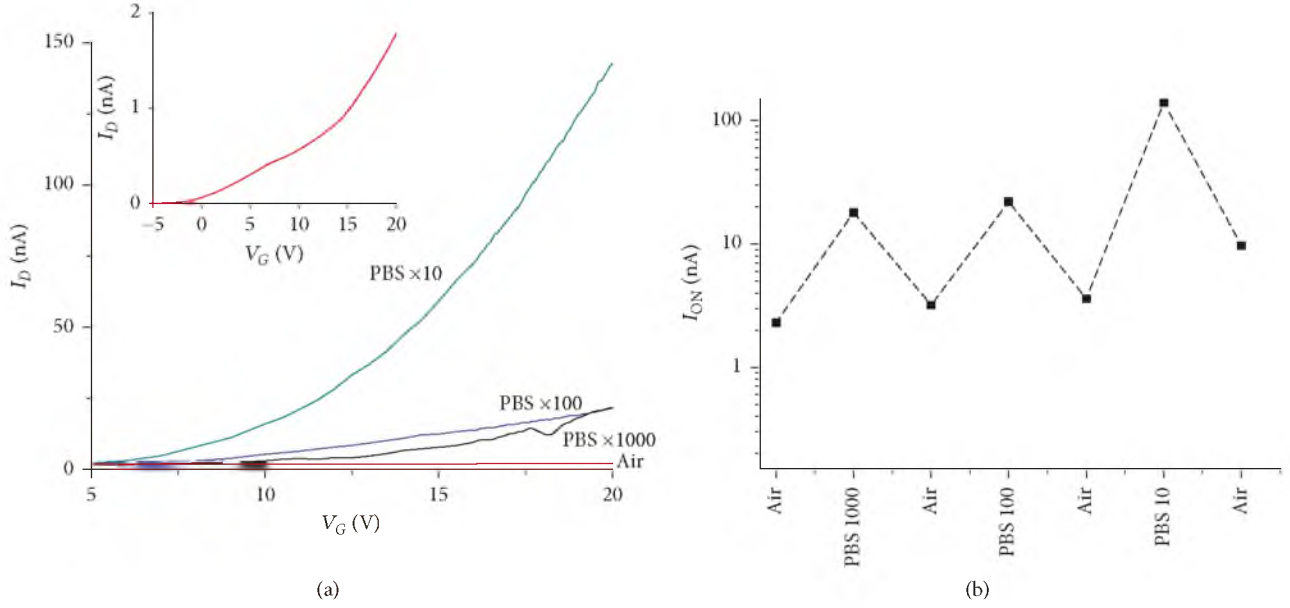 2
1
0
I_D (nA)
−5
0
5
10
15
20
V_G (V)
150
100
50
0
I_D (nA)
PBS ×10
PBS ×100
PBS ×1000
Air
5
10
15
20
V_G (V)
(a)
100
10
1
I_ON (nA)
Air
PBS 1000
Air
PBS 100
Air
PBS 10
Air
(b)